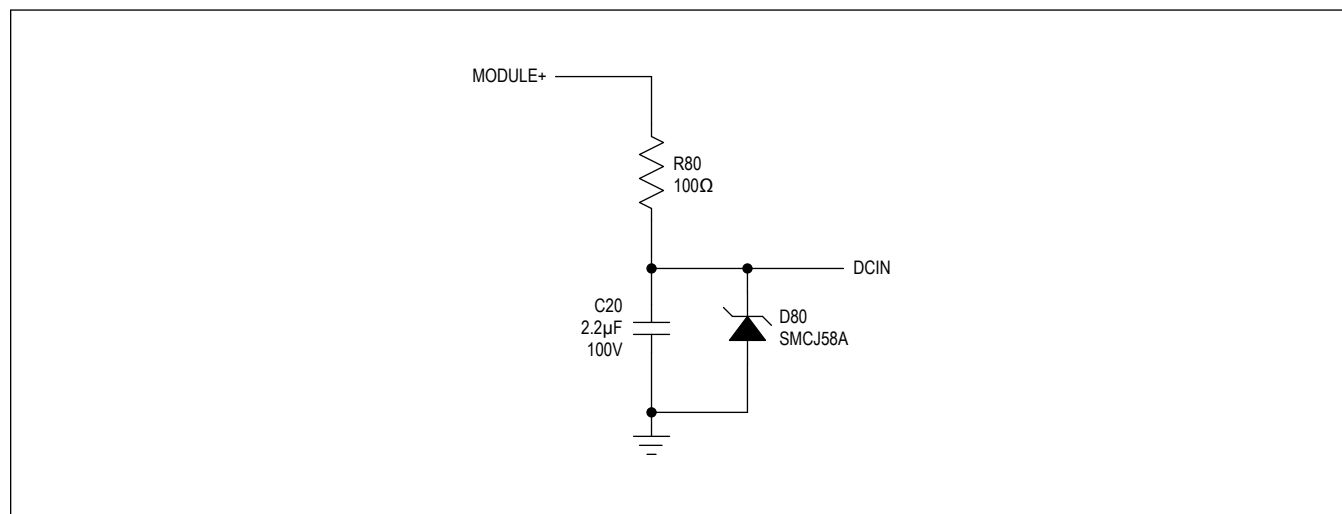 MODULE+
R80
100Ω
DCIN
C20
2.2µF
100V
D80
SMCJ58A